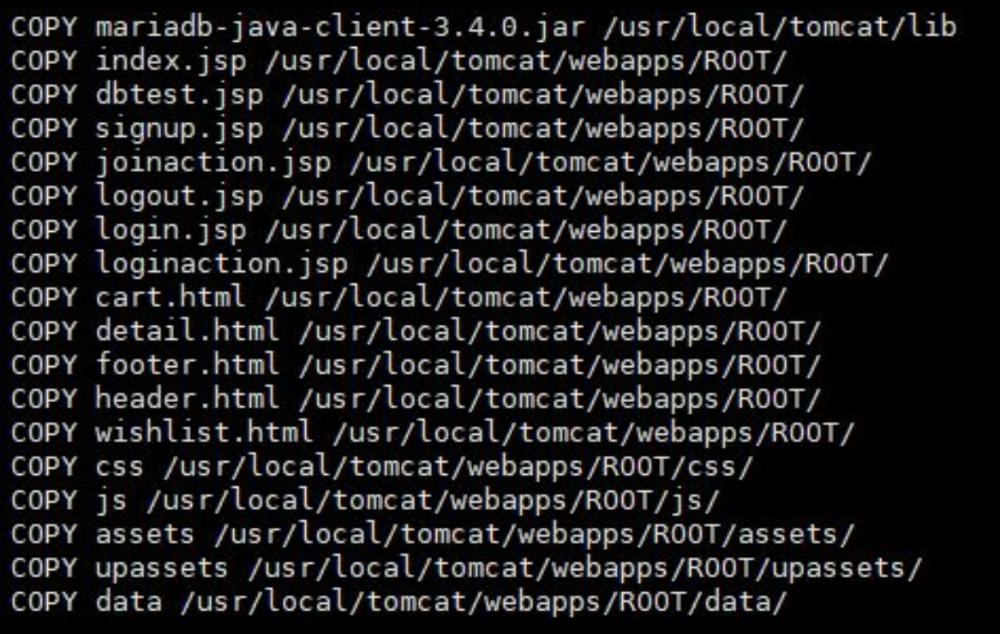 COPY mariadb-java-client-3.4.0.jar /usr/local/tomcat/lib
COPY index.jsp /usr/local/tomcat/webapps/ROOT/
COPY dbtest.jsp /usr/local/tomcat/webapps/ROOT/
COPY signup.jsp /usr/local/tomcat/webapps/ROOT/
COPY joinaction.jsp /usr/local/tomcat/webapps/ROOT/
COPY logout.jsp /usr/local/tomcat/webapps/ROOT/
COPY login.jsp /usr/local/tomcat/webapps/ROOT/
COPY loginaction.jsp /usr/local/tomcat/webapps/ROOT/
COPY cart.html /usr/local/tomcat/webapps/ROOT/
COPY detail.html /usr/local/tomcat/webapps/ROOT/
COPY footer.html /usr/local/tomcat/webapps/ROOT/
COPY header.html /usr/local/tomcat/webapps/ROOT/
COPY wishlist.html /usr/local/tomcat/webapps/ROOT/
COPY css /usr/local/tomcat/webapps/ROOT/css/
COPY js /usr/local/tomcat/webapps/ROOT/js/
COPY assets /usr/local/tomcat/webapps/ROOT/assets/
COPY upassets /usr/local/tomcat/webapps/ROOT/upassets/
COPY data /usr/local/tomcat/webapps/ROOT/data/